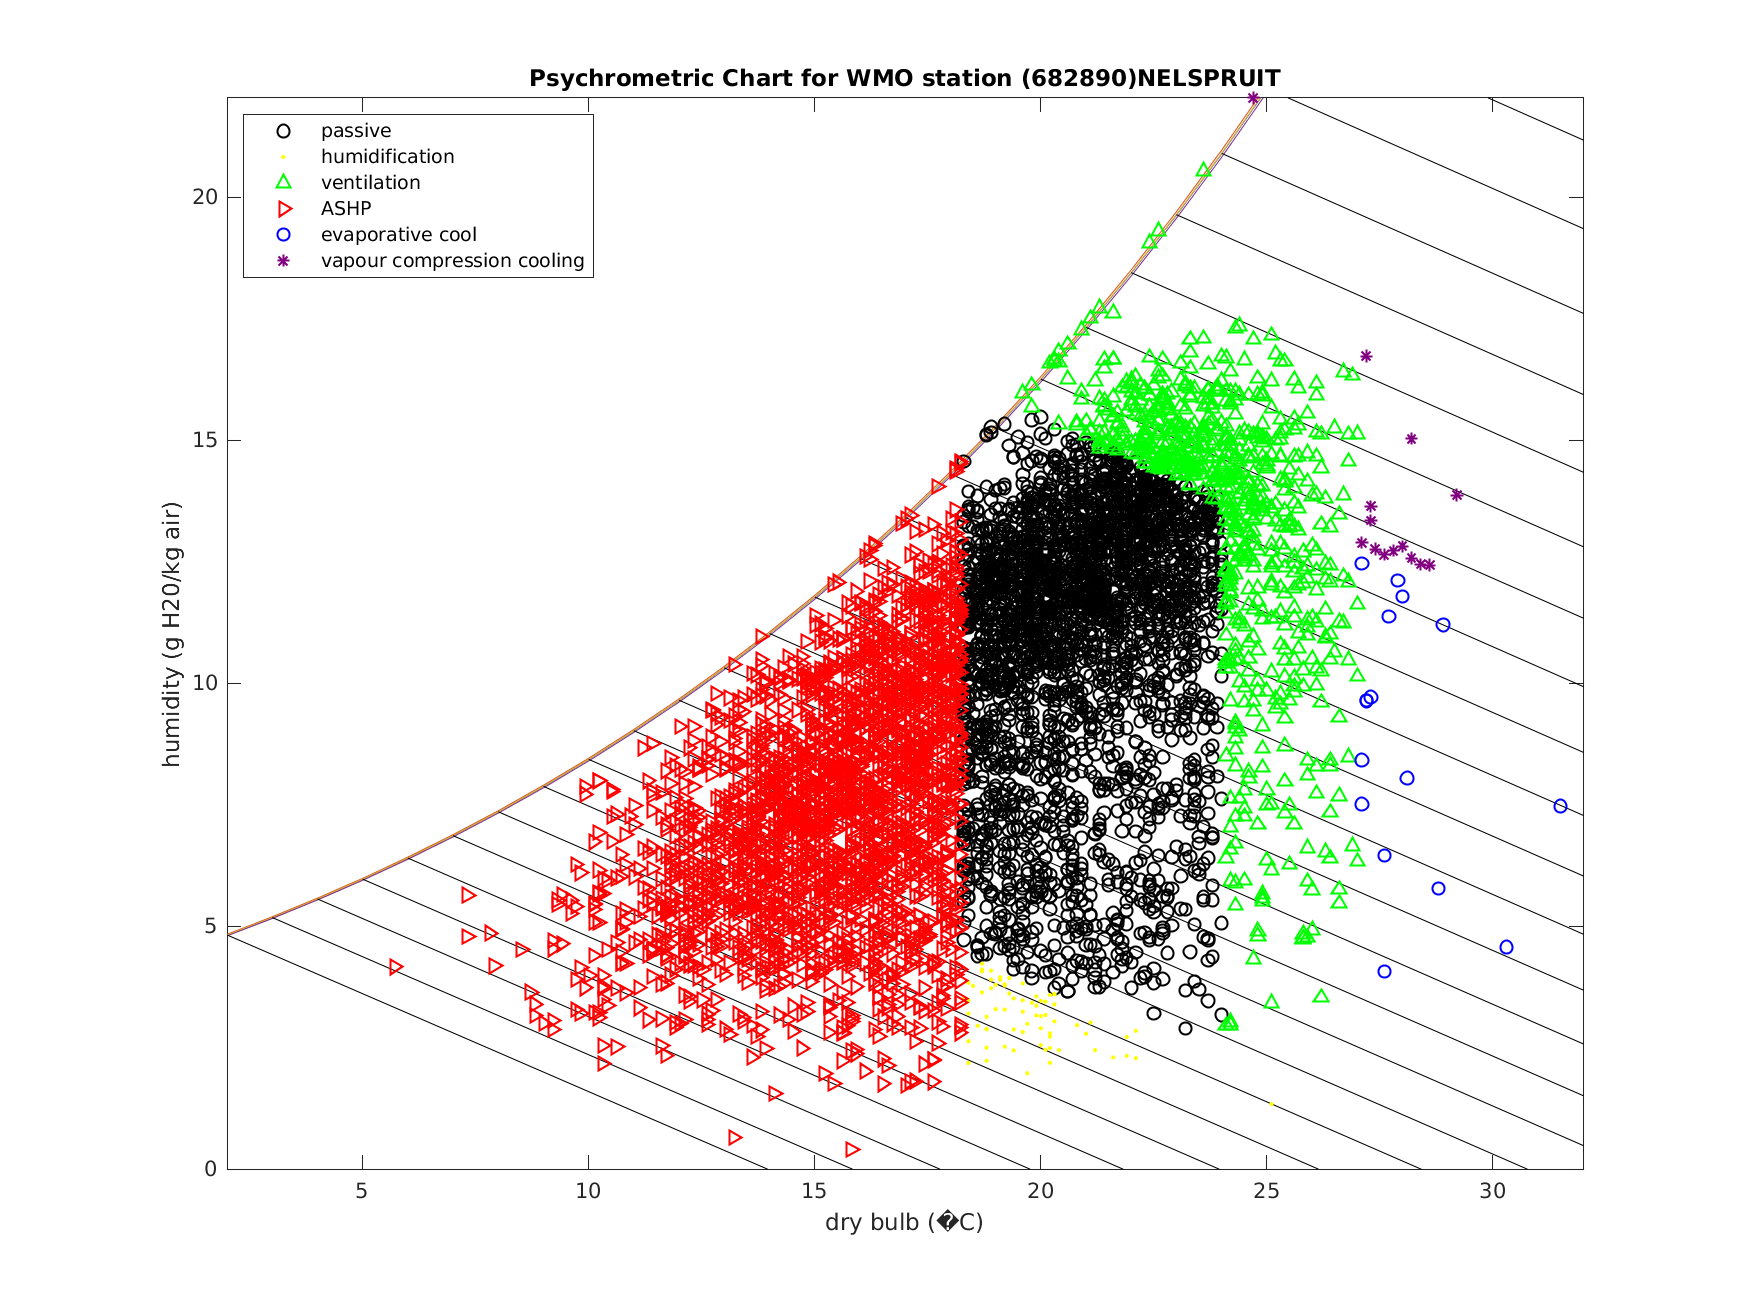 Psychrometric Chart for WMO station (682890)NELSPRUIT
passive
humidification
ventilation
ASHP
evaporative cool
vapour compression cooling
20
15
10
5
0
humidity (g H20/kg air)
5
10
15
20
25
30
dry bulb (�C)